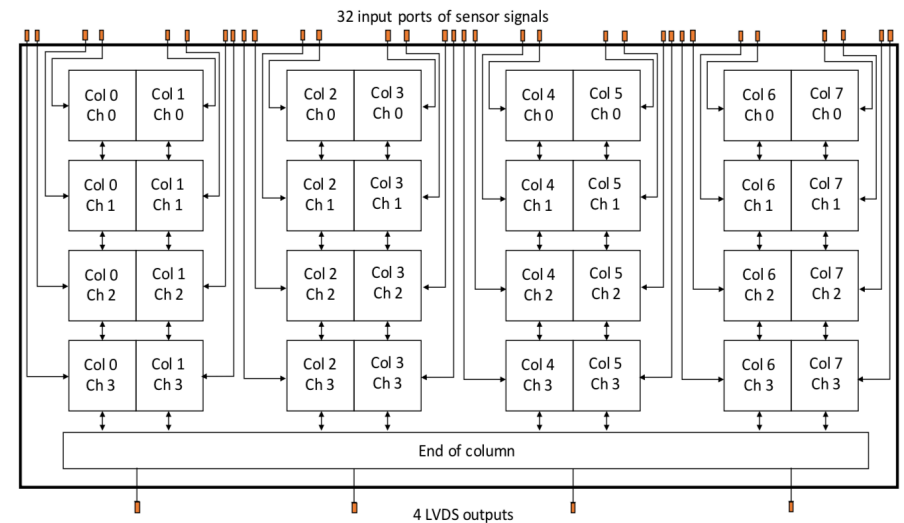 32 input ports of sensor signals
Col 0 Col 1 Col 2 Col 3 Col 4 Col 5 Col 6 Col 7
Ch 0 Ch 0 Ch 0 Ch 0 Ch 0 Ch 0 Ch 0 Ch 0
Col 0 Col 1 Col 2 Col 3 Col 4 Col 5 Col 6 Col 7
Ch 1 Ch 1 Ch 1 Ch 1 Ch 1 Ch 1 Ch 1 Ch 1
Col 0 Col 1 Col 2 Col 3 Col 4 Col 5 Col 6 Col 7
Ch 2 Ch 2 Ch 2 Ch 2 Ch 2 Ch 2 Ch 2 Ch 2
Col 0 Col 1 Col 2 Col 3 Col 4 Col 5 Col 6 Col 7
Ch 3 Ch 3 Ch 3 Ch 3 Ch 3 Ch 3 Ch 3 Ch 3
End of column
4 LVDS outputs